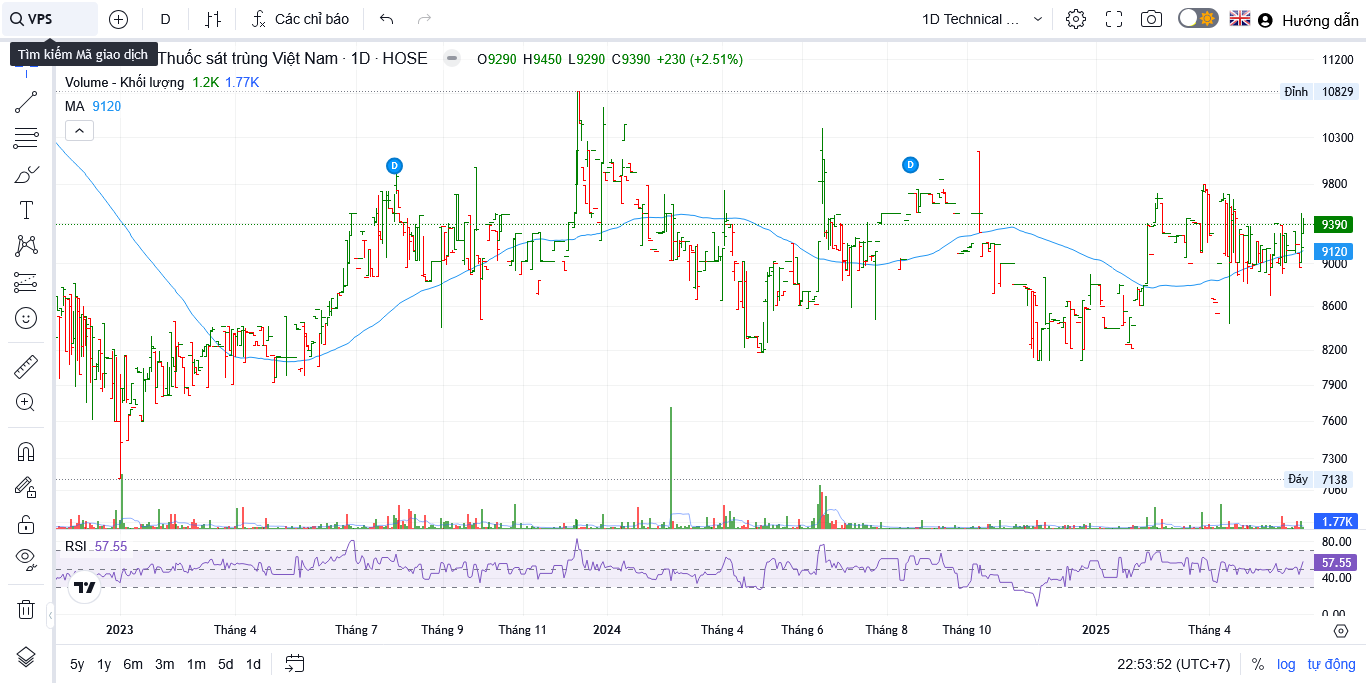 VPS
D
Các chỉ báo
1D Technical ...
Hướng dẫn
Tìm kiếm Mã giao dịch
Thuốc sát trùng Việt Nam · 1D · HOSE
O9290 H9450 L9290 C9390 +230 (+2.51%)
Volume - Khối lượng 1.2K 1.77K
MA 9120
11200
Đỉnh 10829
10300
9800
9390
9120
9000
8600
8200
7900
7600
7300
Đáy 7138
7060
1.77K
D
D
RSI 57.55
80.00
57.55
40.00
0.00
2023 Tháng 4 Tháng 7 Tháng 9 Tháng 11 2024 Tháng 4 Tháng 6 Tháng 8 Tháng 10 2025 Tháng 4
5y 1y 6m 3m 1m 5d 1d
22:53:52 (UTC+7) % log tự động